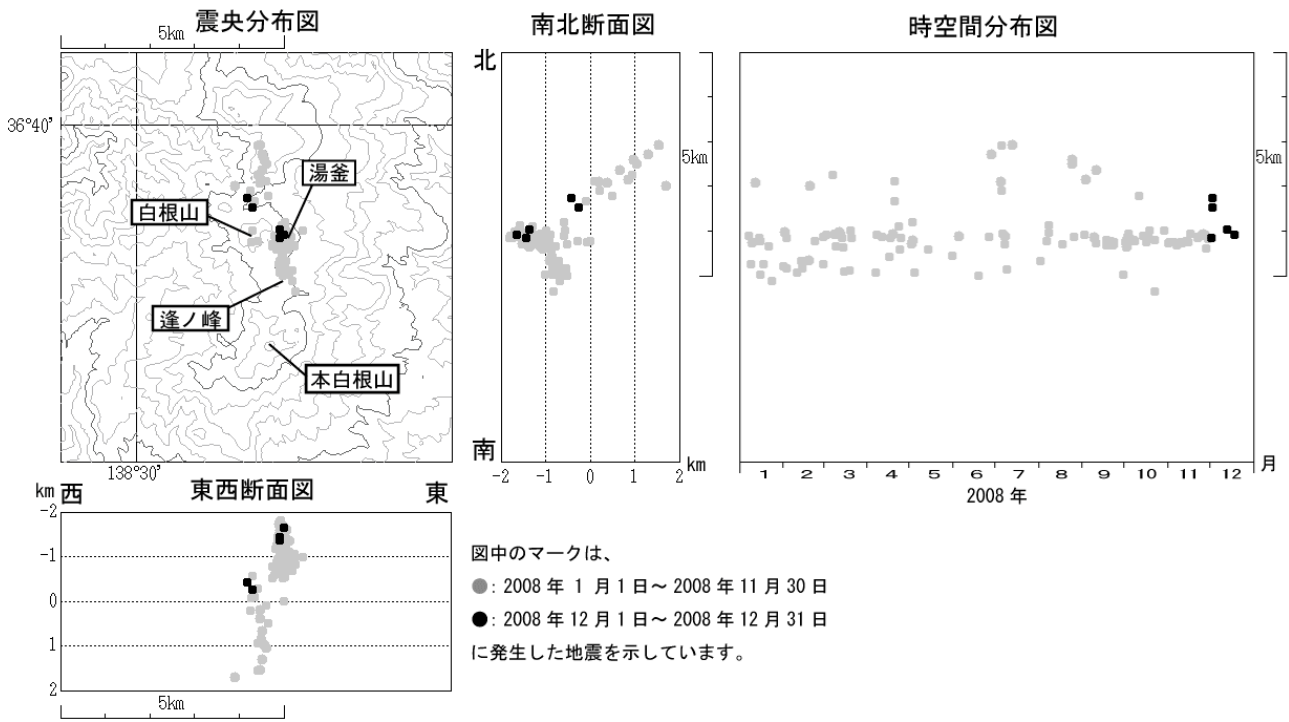 震央分布図
5km
36°40'
湯釜
白根山
逢ノ峰
本白根山
138°30'
南北断面図
北
南
5km
-2 -1 0 1 2 km
時空間分布図
5km
1 2 3 4 5 6 7 8 9 10 11 12 月
2008 年
東西断面図
km 西 東
-2
-1
0
1
2
5km
図中のマークは、
●: 2008 年 1 月 1 日～ 2008 年 11 月 30 日
●: 2008 年 12 月 1 日～ 2008 年 12 月 31 日
に発生した地震を示しています。